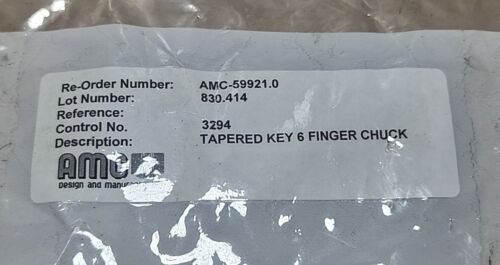 Re-Order Number: AMC-59921.0
Lot Number: 830.414
Reference:
Control No. 3294
Description: TAPERED KEY 6 FINGER CHUCK
AMC
Design and